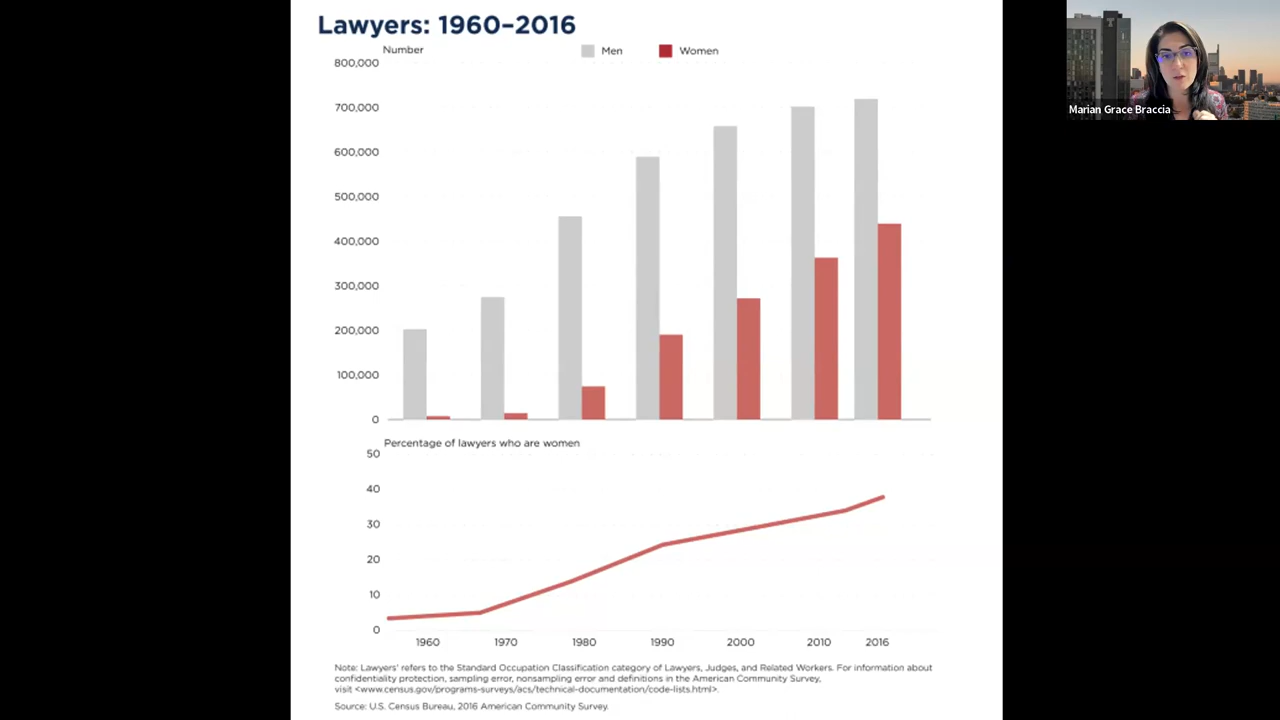 Lawyers: 1960–2016
Number
Men
Women
800,000
700,000
600,000
500,000
400,000
300,000
200,000
100,000
0
Percentage of lawyers who are women
50
40
30
20
10
0
1960 1970 1980 1990 2000 2010 2016
Note: Lawyers' refers to the Standard Occupation Classification category of Lawyers, Judges, and Related Workers. For information about
confidentiality protection, sampling error, nonsampling error and definitions in the American Community Survey,
visit <www.census.gov/programs-surveys/acs/technical-documentation/code-lists.html>.
Source: U.S. Census Bureau, 2016 American Community Survey.
T
Marian Grace Braccia